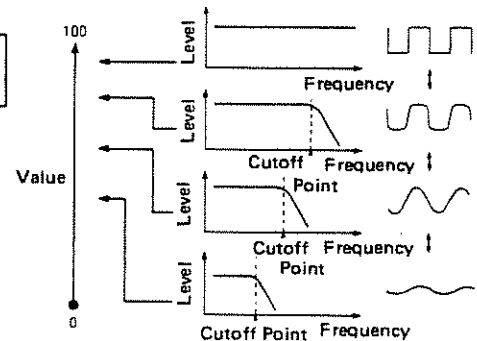 100
Level
Frequency
Level
Cutoff Point
Frequency
Value
Level
Cutoff Point
Frequency
Level
0
Cutoff Point
Frequency